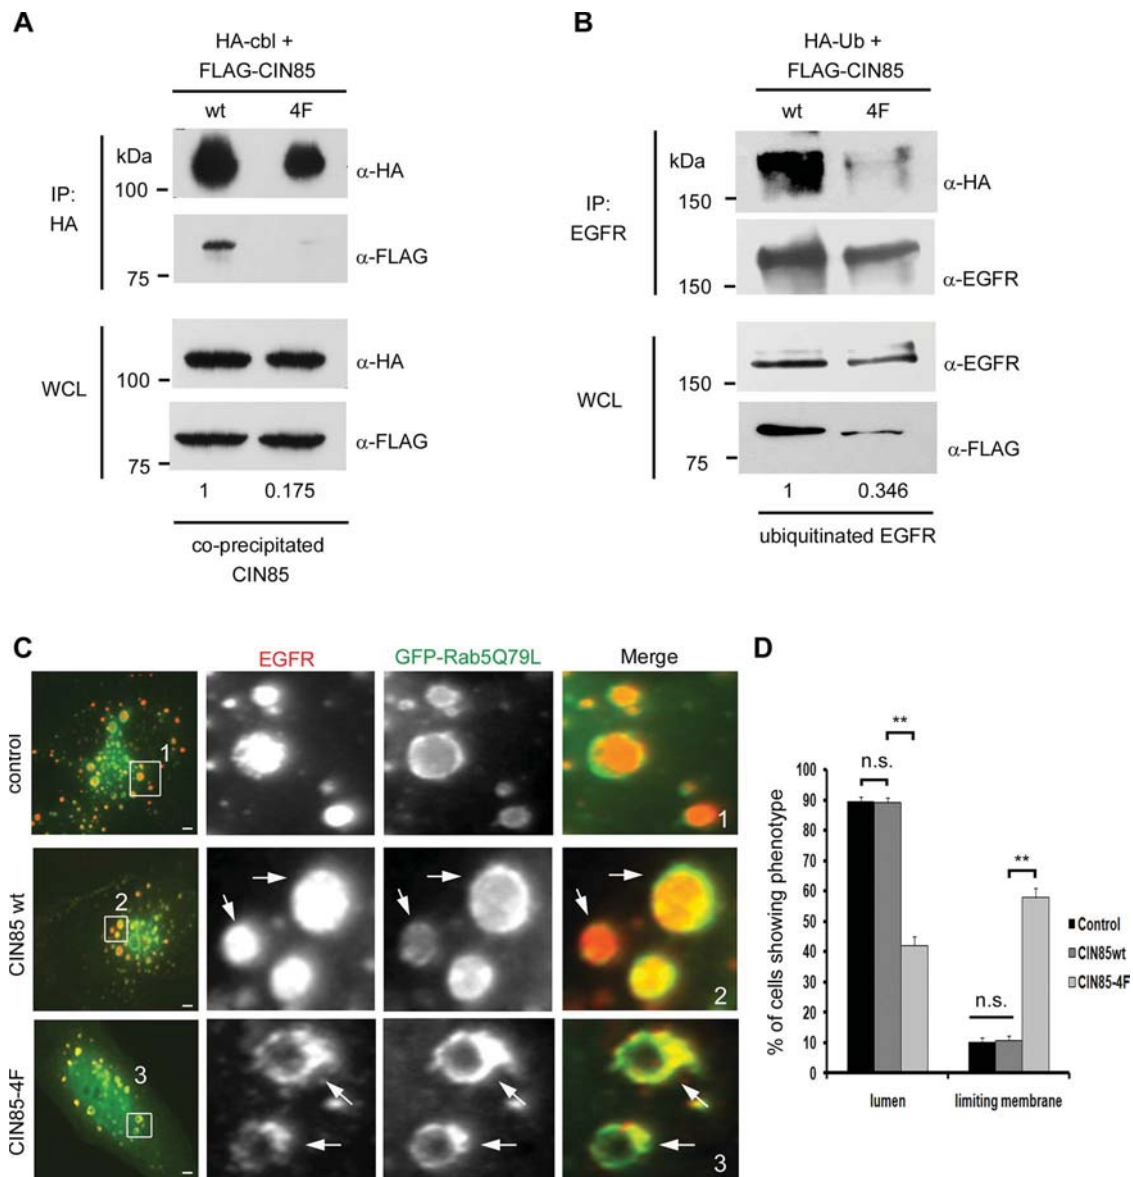 A
HA-cbl +
FLAG-CIN85
wt 4F
kDa
100
α-HA
IP:
HA
75
α-FLAG
WCL
100
α-HA
75
α-FLAG
1 0.175
co-precipitated
CIN85
B
HA-Ub +
FLAG-CIN85
wt 4F
kDa
150
α-HA
IP:
EGFR
150
α-EGFR
WCL
150
α-EGFR
75
α-FLAG
1 0.346
ubiquitinated EGFR
C
EGFR GFP-Rab5Q79L Merge
control
1
1
CIN85 wt
2
2
CIN85-4F
3
3
D
% of cells showing phenotype
100
90
80
70
60
50
40
30
20
10
0
n.s.
**
n.s.
**
lumen limiting membrane
Control
CIN85wt
CIN85-4F